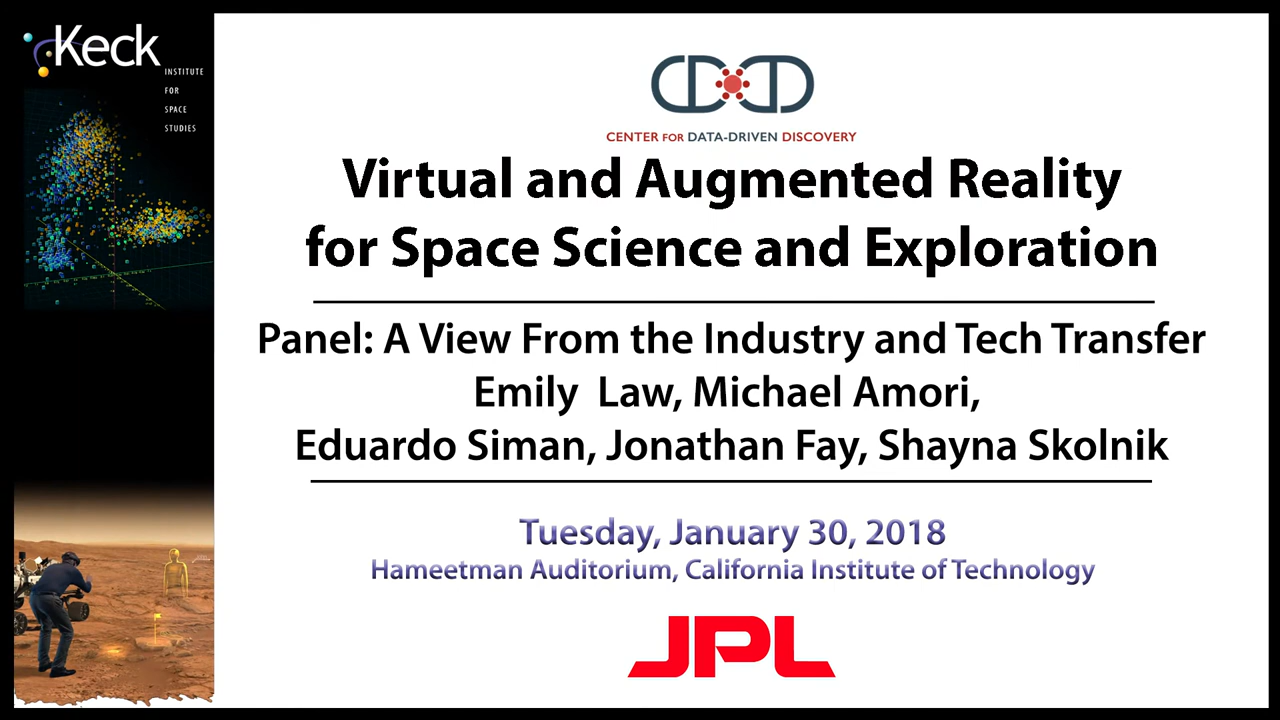 Keck
INSTITUTE
FOR
SPACE
STUDIES
CENTER FOR DATA-DRIVEN DISCOVERY
Virtual and Augmented Reality
for Space Science and Exploration
Panel: A View From the Industry and Tech Transfer
Emily Law, Michael Amori,
Eduardo Siman, Jonathan Fay, Shayna Skolnik
Tuesday, January 30, 2018
Hameetman Auditorium, California Institute of Technology
JPL